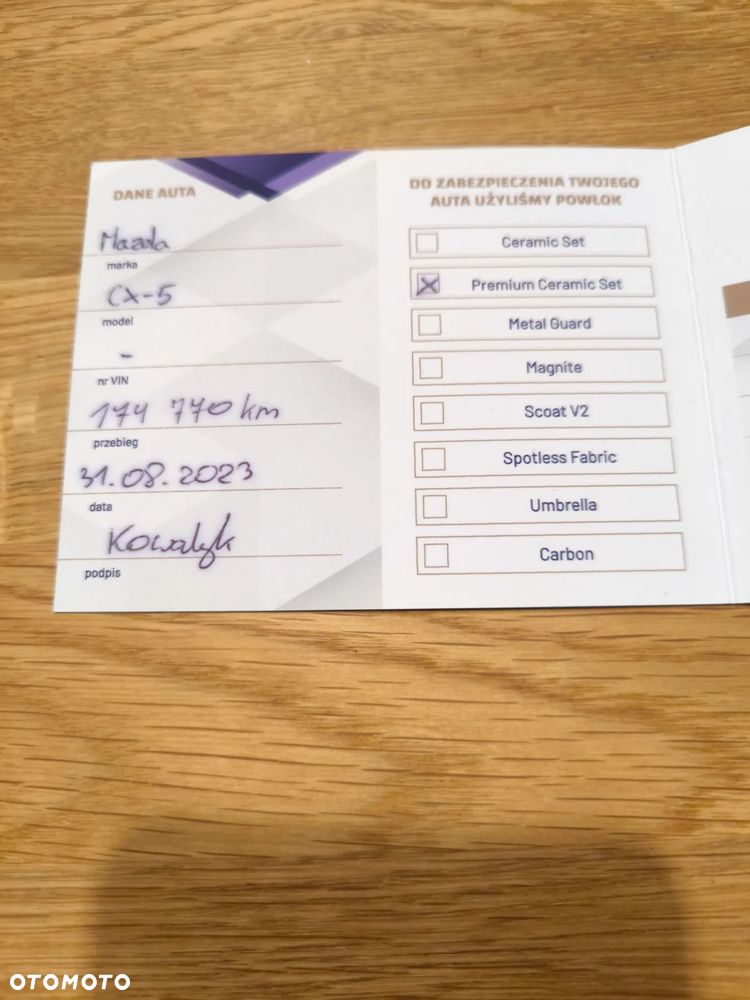 DANE AUTA
Mazda
marka
CX-5
model
-
nr VIN
174 770 km
przebieg
31.08.2023
data
Kowalyk
podpis
DO ZABEZPIECZENIA TWOJEGO
AUTA UŻYLIŚMY POWŁOK
Ceramic Set
X Premium Ceramic Set
Metal Guard
Magnite
Scoat V2
Spotless Fabric
Umbrella
Carbon
OTOMOTO